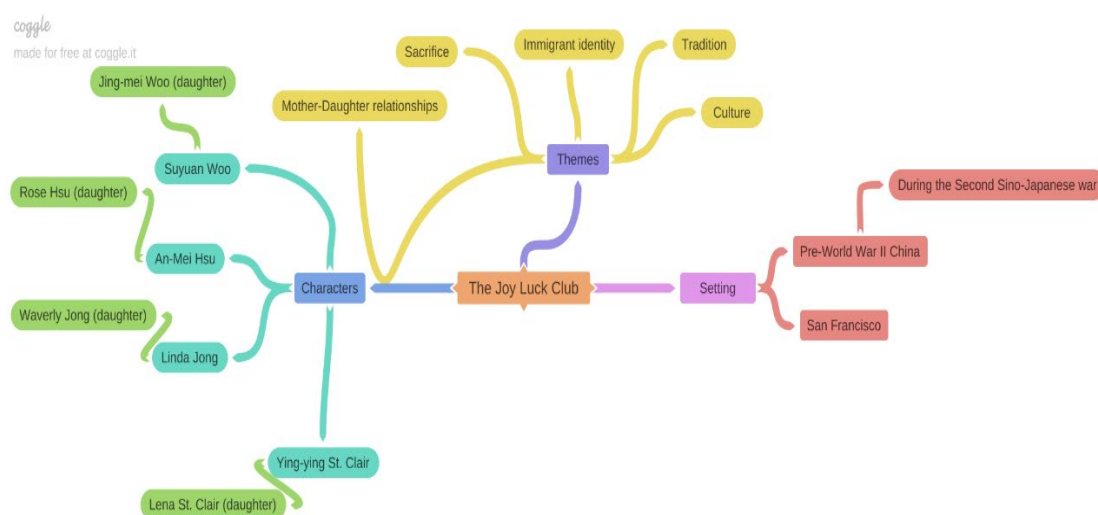 coggle
made for free at coggle.it
Sacrifice
Immigrant identity
Tradition
Jing-mei Woo (daughter)
Mother-Daughter relationships
Culture
Themes
Suyuan Woo
Rose Hsu (daughter)
During the Second Sino-Japanese war
An-Mei Hsu
Pre-World War II China
Characters
The Joy Luck Club
Setting
Waverly Jong (daughter)
San Francisco
Linda Jong
Ying-ying St. Clair
Lena St. Clair (daughter)